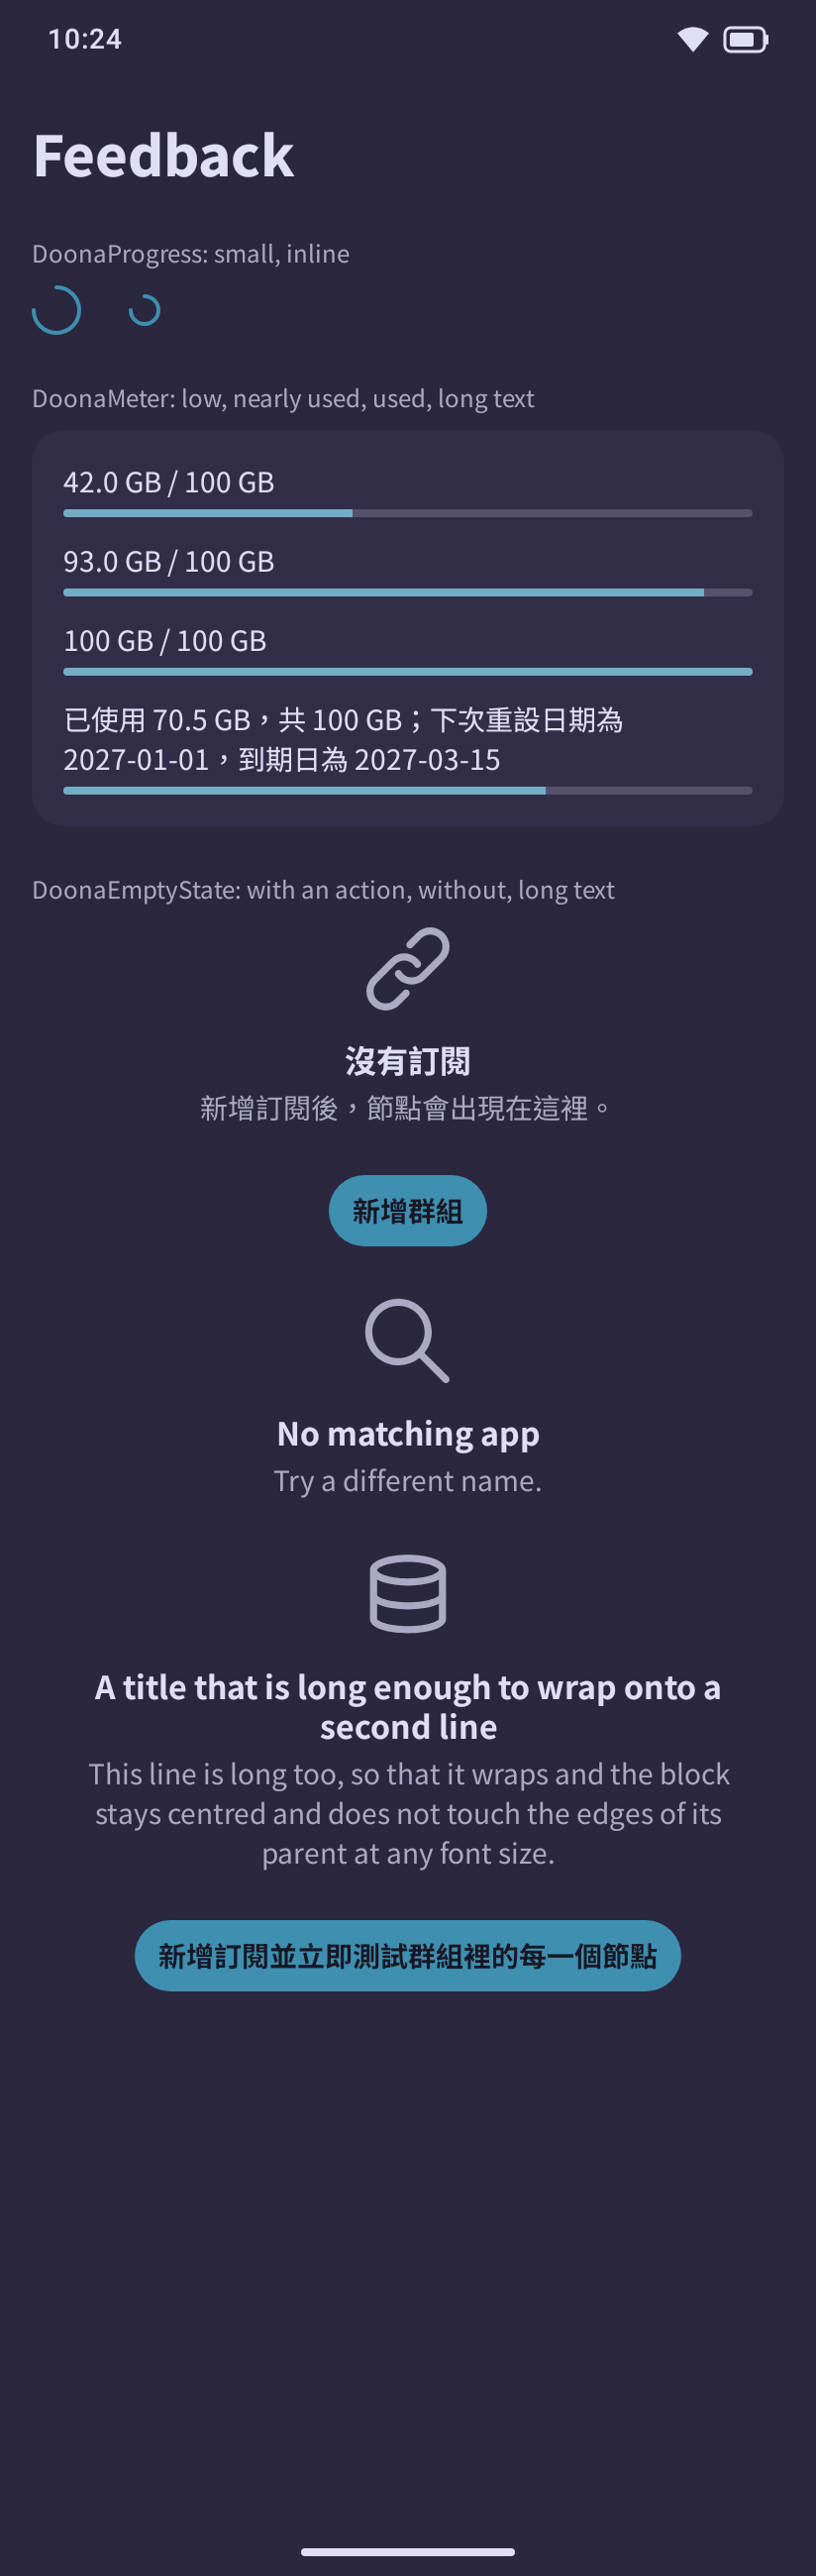 10:24
Feedback
DoonaProgress: small, inline
DoonaMeter: low, nearly used, used, long text
42.0 GB / 100 GB
93.0 GB / 100 GB
100 GB / 100 GB
已使用 70.5 GB，共 100 GB；下次重設日期為
2027-01-01，到期日為 2027-03-15
DoonaEmptyState: with an action, without, long text
沒有訂閱
新增訂閱後，節點會出現在這裡。
新增群組
No matching app
Try a different name.
A title that is long enough to wrap onto a
second line
This line is long too, so that it wraps and the block
stays centred and does not touch the edges of its
parent at any font size.
新增訂閱並立即測試群組裡的每一個節點